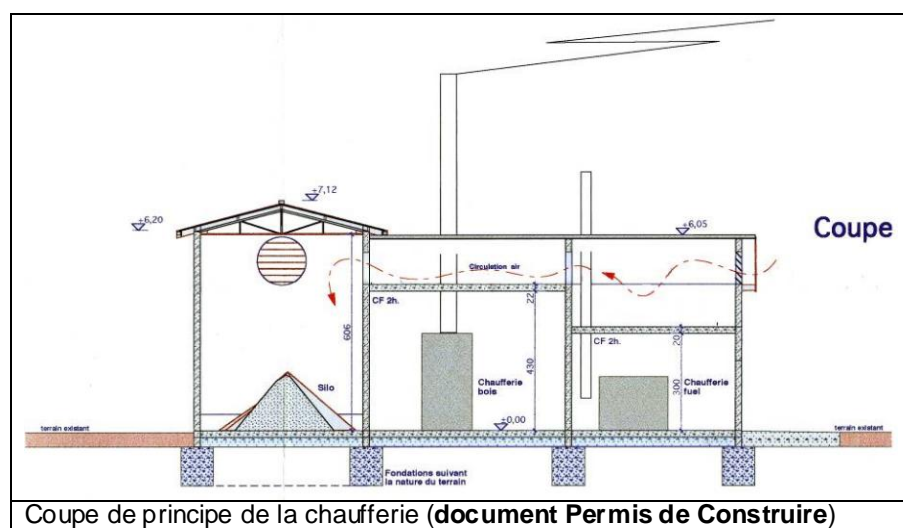 +7,12
+6,20
+6,05
Coupe
Circulation air
CF 2h.
22
CF 2h.
20
606
430
300
Silo
Chaufferie
bois
Chaufferie
fuel
terrain existant
±0,00
terrain existant
Fondations suivant
la nature du terrain
Coupe de principe de la chaufferie (document Permis de Construire)